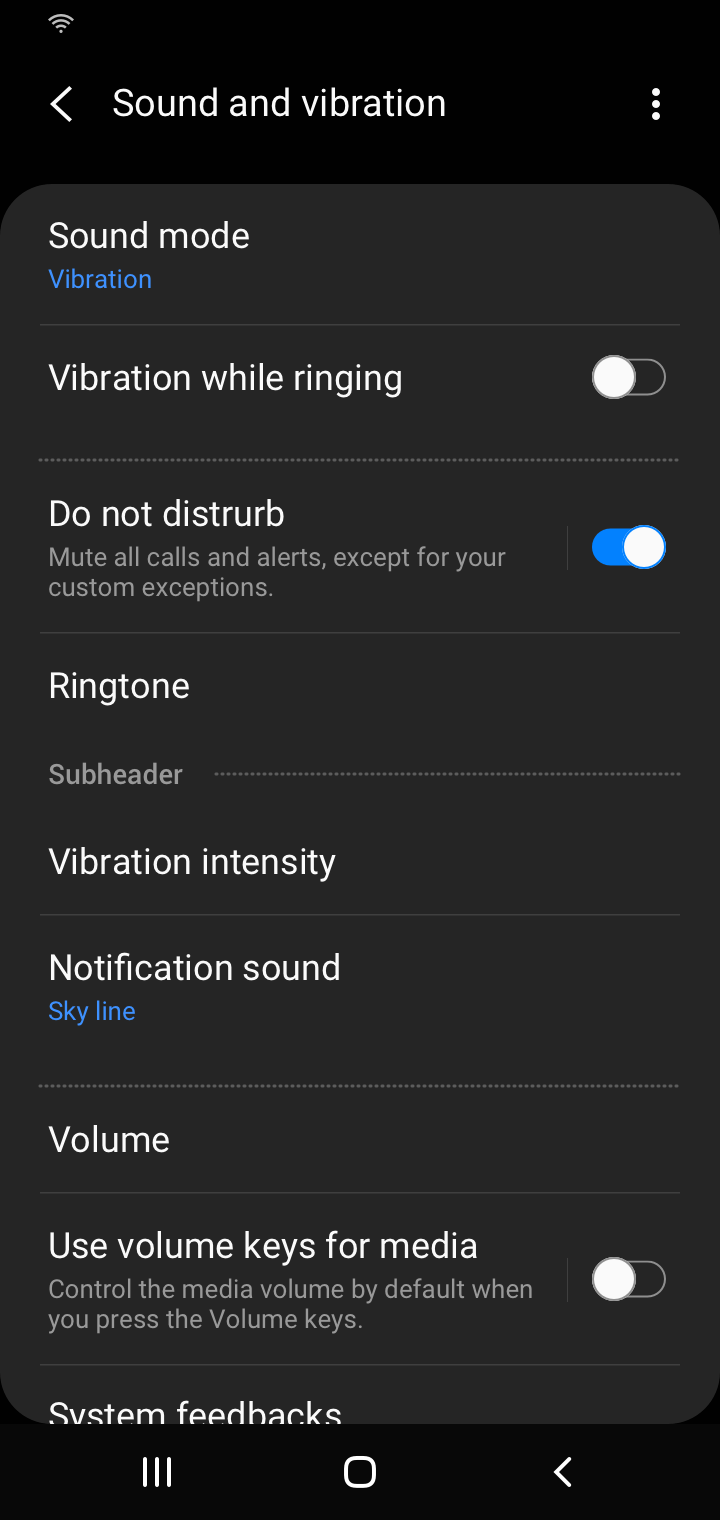 Sound and vibration
Sound mode
Vibration
Vibration while ringing
Do not distrurb
Mute all calls and alerts, except for your
custom exceptions.
Ringtone
Subheader
Vibration intensity
Notification sound
Sky line
Volume
Use volume keys for media
Control the media volume by default when
you press the Volume keys.
System feedbacks